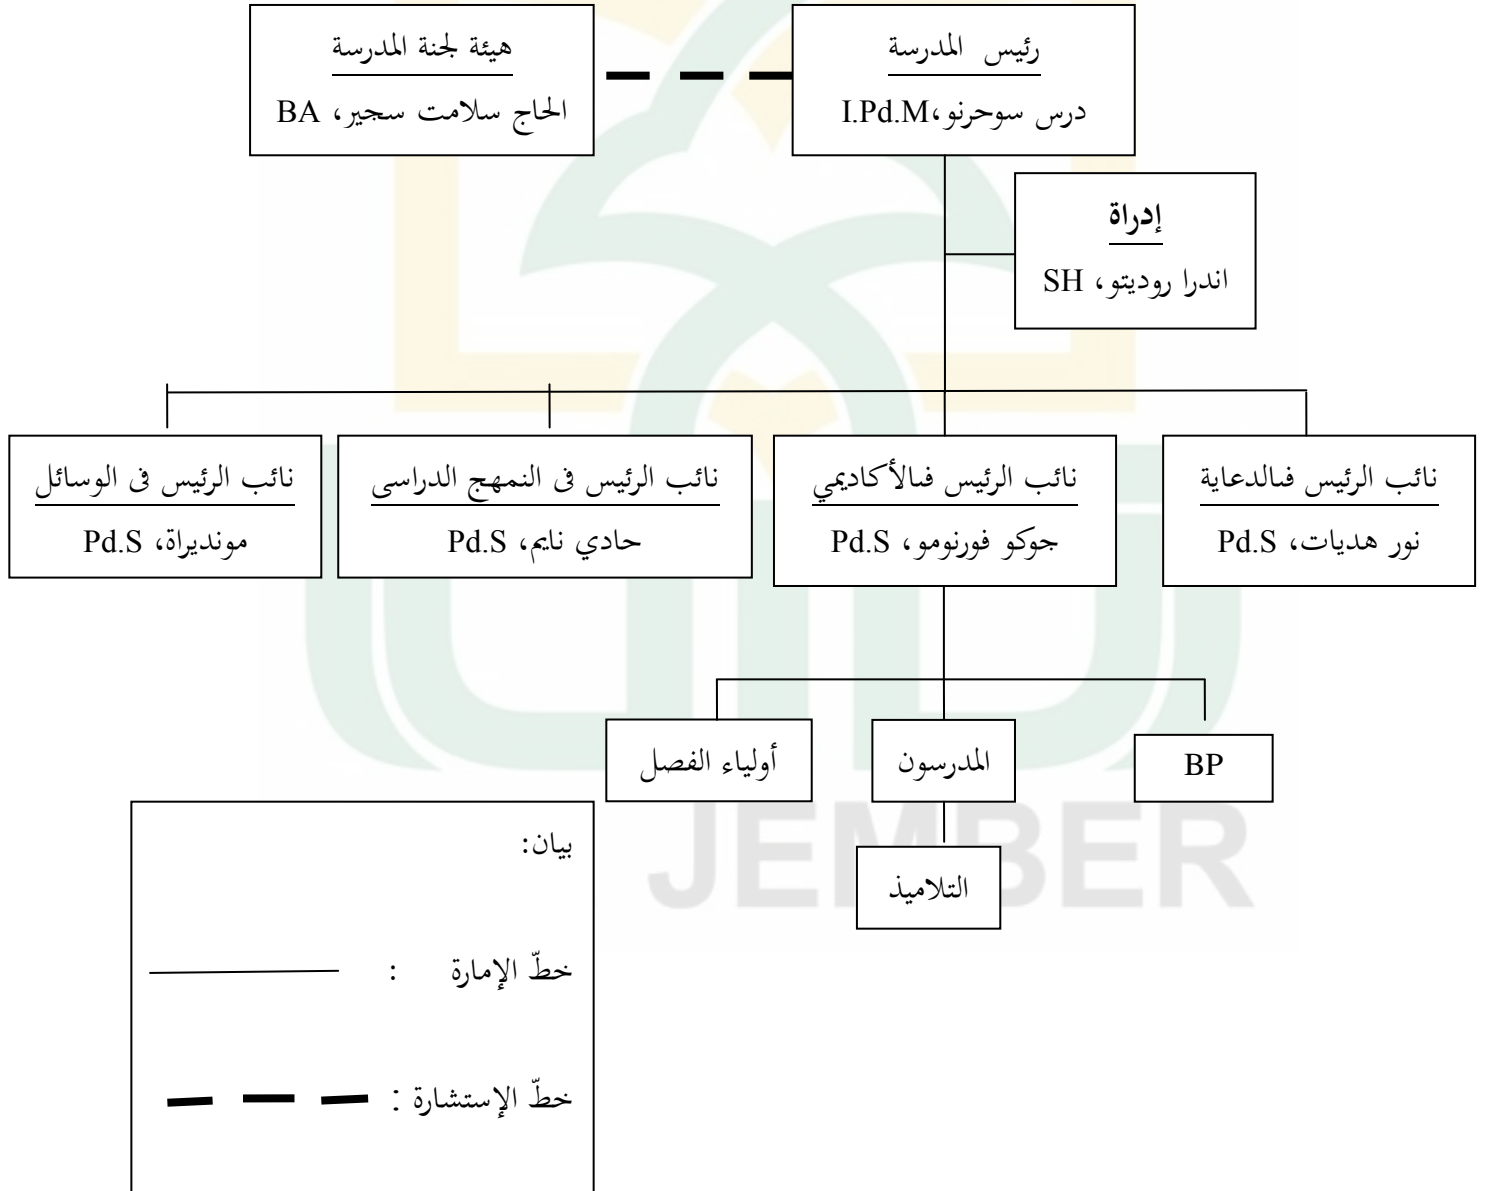 رئيس المدرسة
درس سوحرنو،I.Pd.M
هيئة لجنة المدرسة
الحاج سلامت سجير، BA
إدراة
اندرا روديتو، SH
نائب الرئيس فىالدعاية
نور هديات، Pd.S
نائب الرئيس فىالأكاديمي
جوكو فورنومو، Pd.S
نائب الرئيس فى النمهج الدراسى
حادي نايم، Pd.S
نائب الرئيس فى الوسائل
مونديراة، Pd.S
BP
المدرسون
أولياء الفصل
التلاميذ
بيان:
خطّ الإمارة :
خطّ الإستشارة :
JEMBER